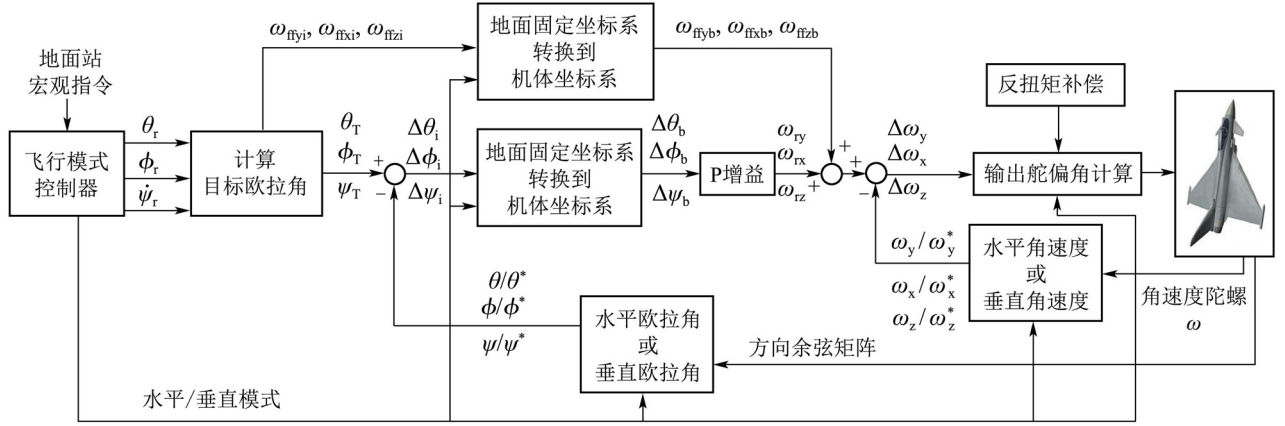 地面站
宏观指令
飞行模式
控制器
θr
ϕr
ψ̇r
计算
目标欧拉角
ωffyi, ωffxi, ωffzi
θT
ϕT
ψT
+
−
Δθi
Δϕi
Δψi
地面固定坐标系
转换到
机体坐标系
地面固定坐标系
转换到
机体坐标系
ωffyb, ωffxb, ωffzb
Δθb
Δϕb
Δψb
P增益
ωry
ωrx
ωrz
+
+
+
−
Δωy
Δωx
Δωz
反扭矩补偿
输出舵偏角计算
水平角速度
或
垂直角速度
ωy/ωy*
ωx/ωx*
ωz/ωz*
角速度陀螺
ω
方向余弦矩阵
水平欧拉角
或
垂直欧拉角
θ/θ*
ϕ/ϕ*
ψ/ψ*
水平/垂直模式